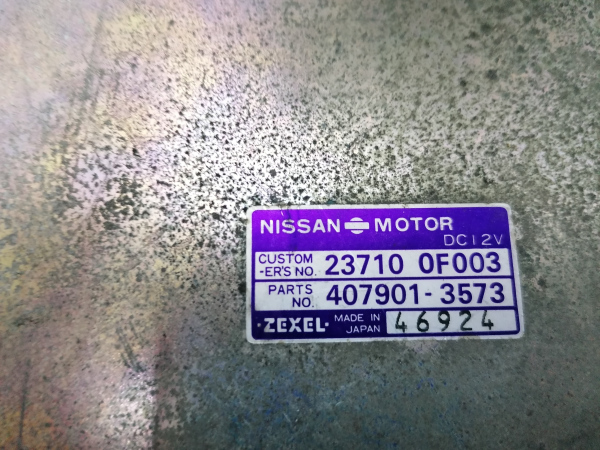 NISSAN MOTOR
DC12V
CUSTOM
-ER'S NO. 23710 0F003
PARTS
NO. 407901-3573
·ZEXEL· MADE IN
JAPAN 46924